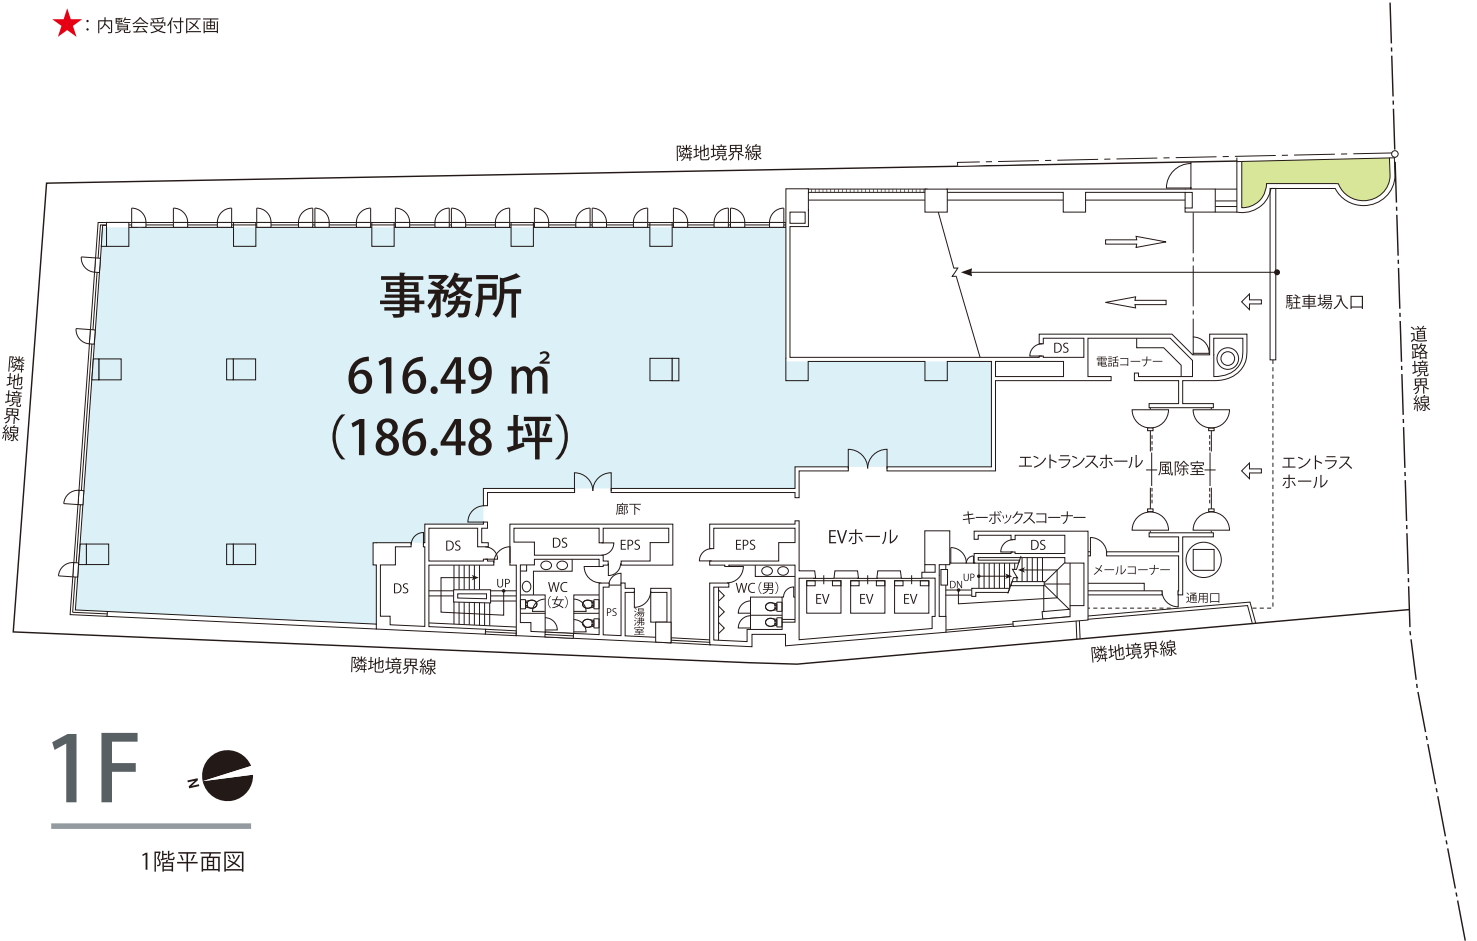 ★：内覧会受付区画
隣地境界線
事務所
616.49 ㎡
（186.48 坪）
駐車場入口
DS
電話コーナー
道路境界線
隣地境界線
エントランスホール
風除室
エントラス
ホール
廊下
キーボックスコーナー
EVホール
DS
DS
EPS
EPS
DS
DS
UP
WC
（女）
PS
湯沸室
WC（男）
EV
EV
EV
DN
UP
メールコーナー
通用口
隣地境界線
隣地境界線
1F
N
1階平面図